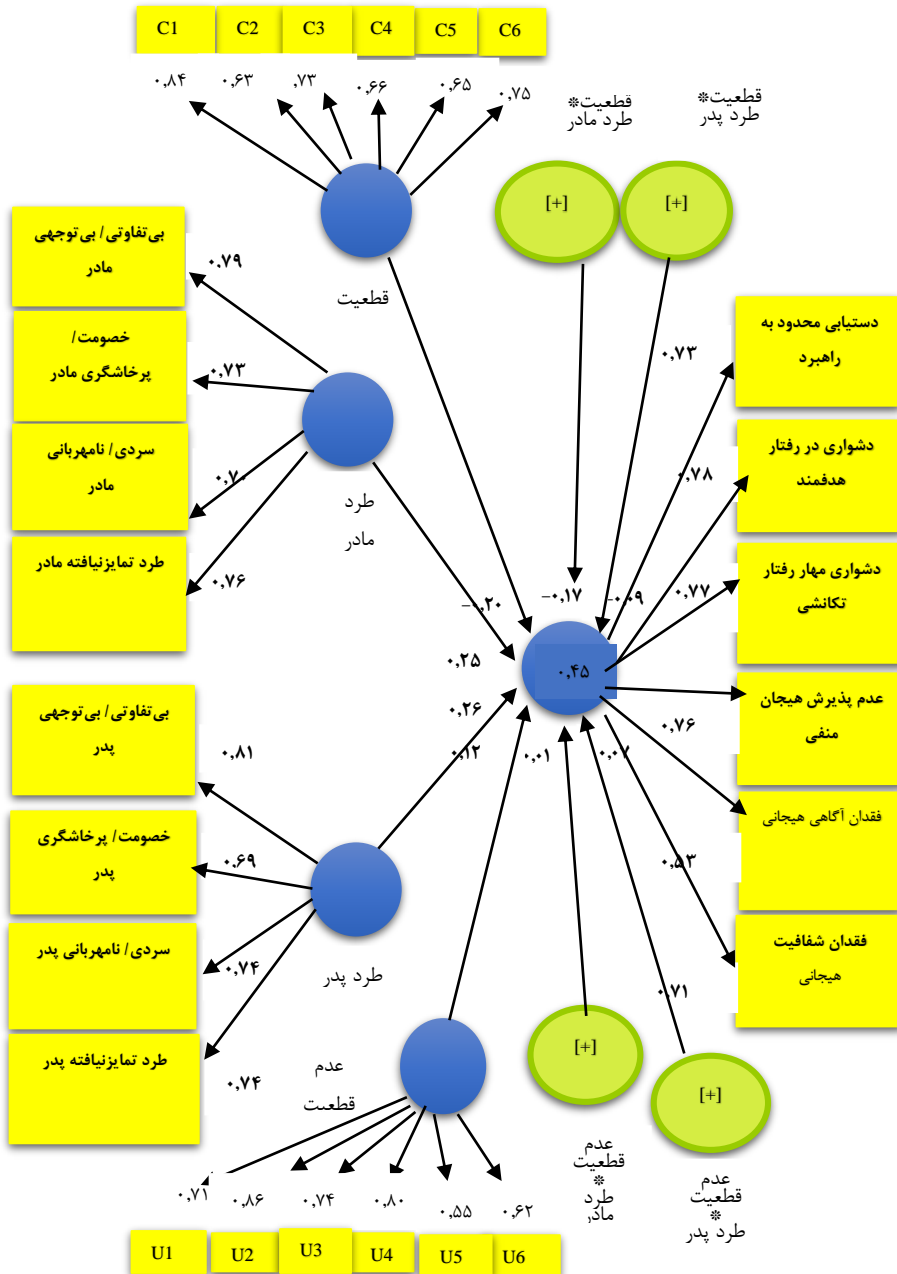 C1 C2 C3 C4 C5 C6
۰,۸۴ ۰,۶۳ ,۷۳ ۰,۶۶ ۰,۶۵ ۰,۷۵
قطعیت*
طرد مادر
قطعیت*
طرد پدر
[+] [+]
قطعیت
بی‌تفاوتی/ بی‌توجهی
مادر
۰,۷۹
خصومت/
پرخاشگری مادر
۰,۷۳
سردی/ نامهربانی
مادر
۰,۷۰
طرد تمایزنیافته مادر
۰,۷۶
طرد
مادر
دستیابی محدود به
راهبرد
۰,۷۳
دشواری در رفتار
هدفمند
۰,۷۸
دشواری مهار رفتار
تکانشی
۰,۷۷
عدم پذیرش هیجان
منفی
۰,۷۶
فقدان آگاهی هیجانی
۰,۵۳
فقدان شفافیت
هیجانی
۰,۷۱
−۰,۲۰ −۰,۱۷ −۰,۰۹
۰,۲۵
۰,۴۵
۰,۲۶
۰,۱۲ ۰,۰۱ ۰,۰۷
بی‌تفاوتی/ بی‌توجهی
پدر
۰,۸۱
خصومت/ پرخاشگری
پدر
۰,۶۹
سردی/ نامهربانی پدر
۰,۷۴
طرد تمایزنیافته پدر
۰,۷۴
طرد پدر
عدم
قطعیت
[+] [+]
عدم
قطعیت
*
طرد
مادر
عدم
قطعیت
*
طرد پدر
۰,۷۱ ۰,۸۶ ۰,۷۴ ۰,۸۰ ۰,۵۵ ۰,۶۲
U1 U2 U3 U4 U5 U6